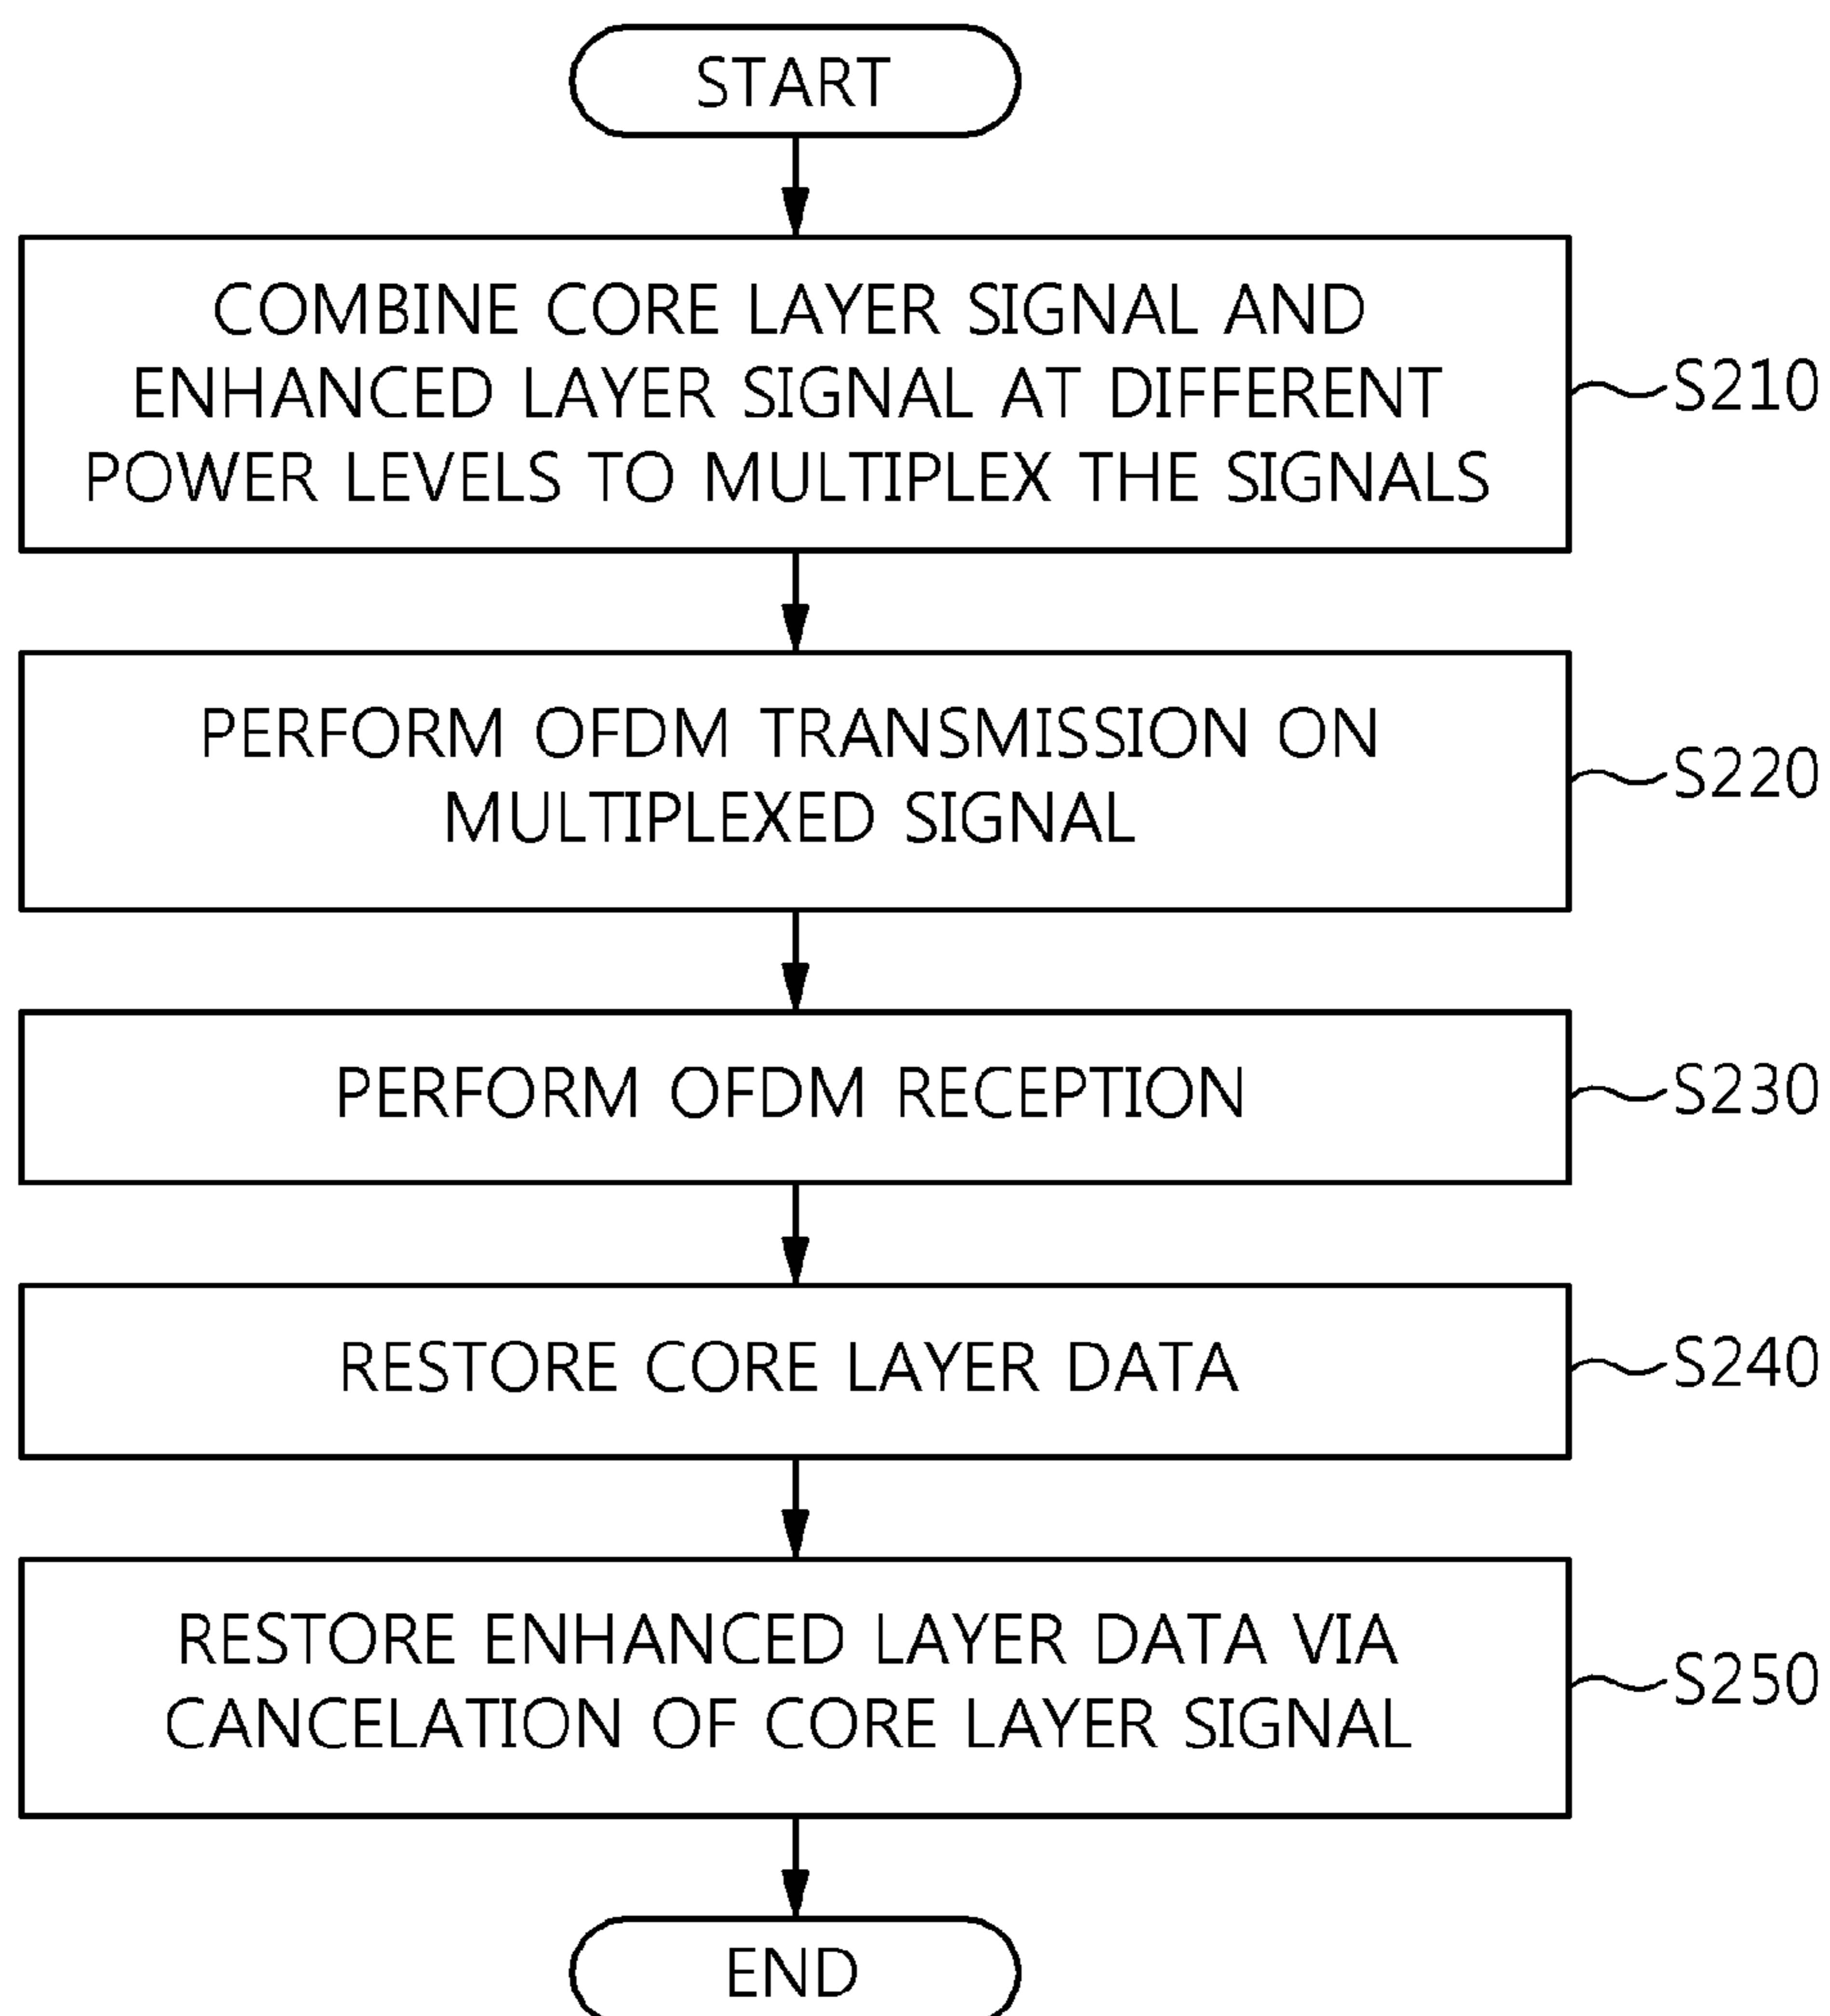 START
COMBINE CORE LAYER SIGNAL AND
ENHANCED LAYER SIGNAL AT DIFFERENT
POWER LEVELS TO MULTIPLEX THE SIGNALS
S210
PERFORM OFDM TRANSMISSION ON
MULTIPLEXED SIGNAL
S220
PERFORM OFDM RECEPTION
S230
RESTORE CORE LAYER DATA
S240
RESTORE ENHANCED LAYER DATA VIA
CANCELATION OF CORE LAYER SIGNAL
S250
END